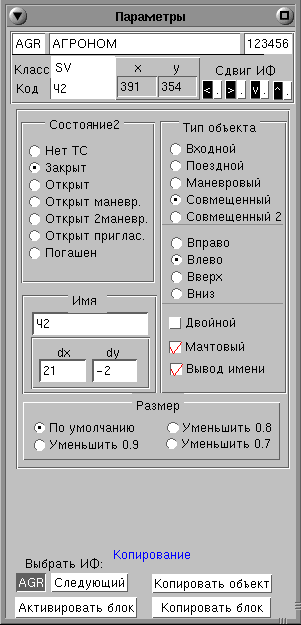 Параметры
AGR АГРОНОМ 123456
Класс SV x y Сдвиг ИФ
Код Ч2 391 354 < . > . v . ^ .
Состояние2 Тип объекта
Нет ТС Входной
Закрыт Поездной
Открыт Маневровый
Открыт маневр. Совмещенный
Открыт 2маневр. Совмещенный 2
Открыт приглас. Вправо
Погашен Влево
Вверх
Вниз
Имя
Ч2 Двойной
dx dy Мачтовый
21 -2 Вывод имени
Размер
По умолчанию Уменьшить 0.8
Уменьшить 0.9 Уменьшить 0.7
Копирование
Выбрать ИФ:
AGR Следующий Копировать объект
Активировать блок Копировать блок